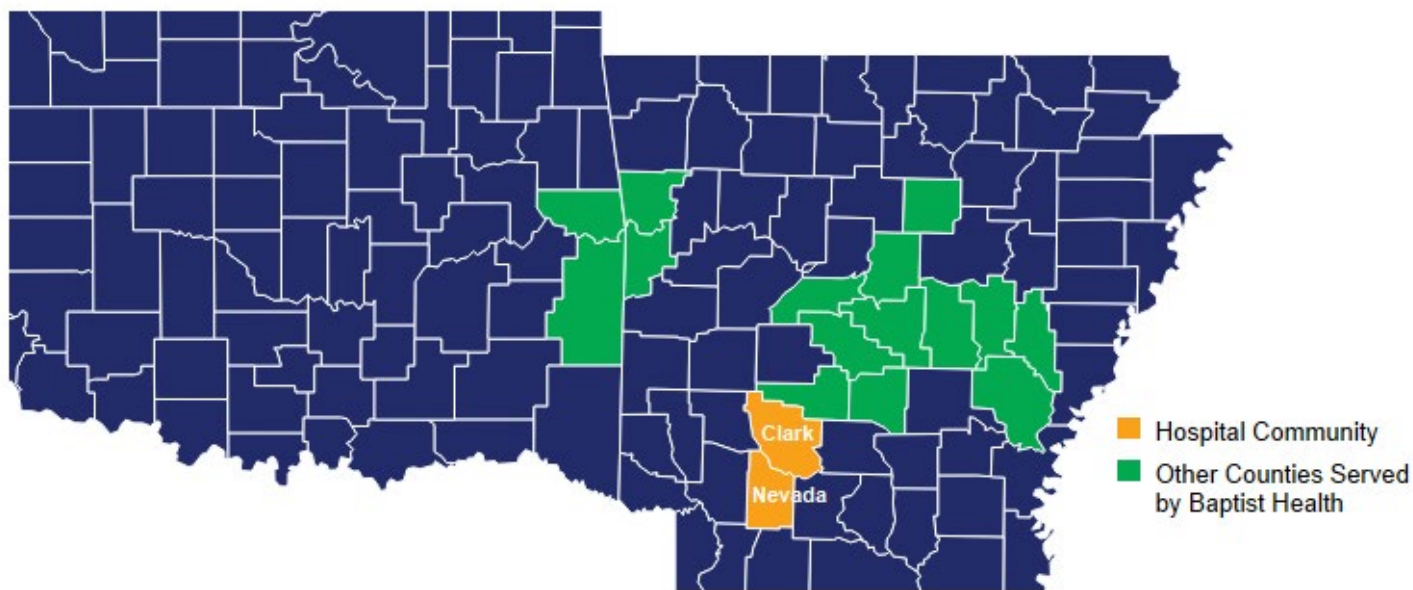 Clark
Nevada
Hospital Community
Other Counties Served
by Baptist Health